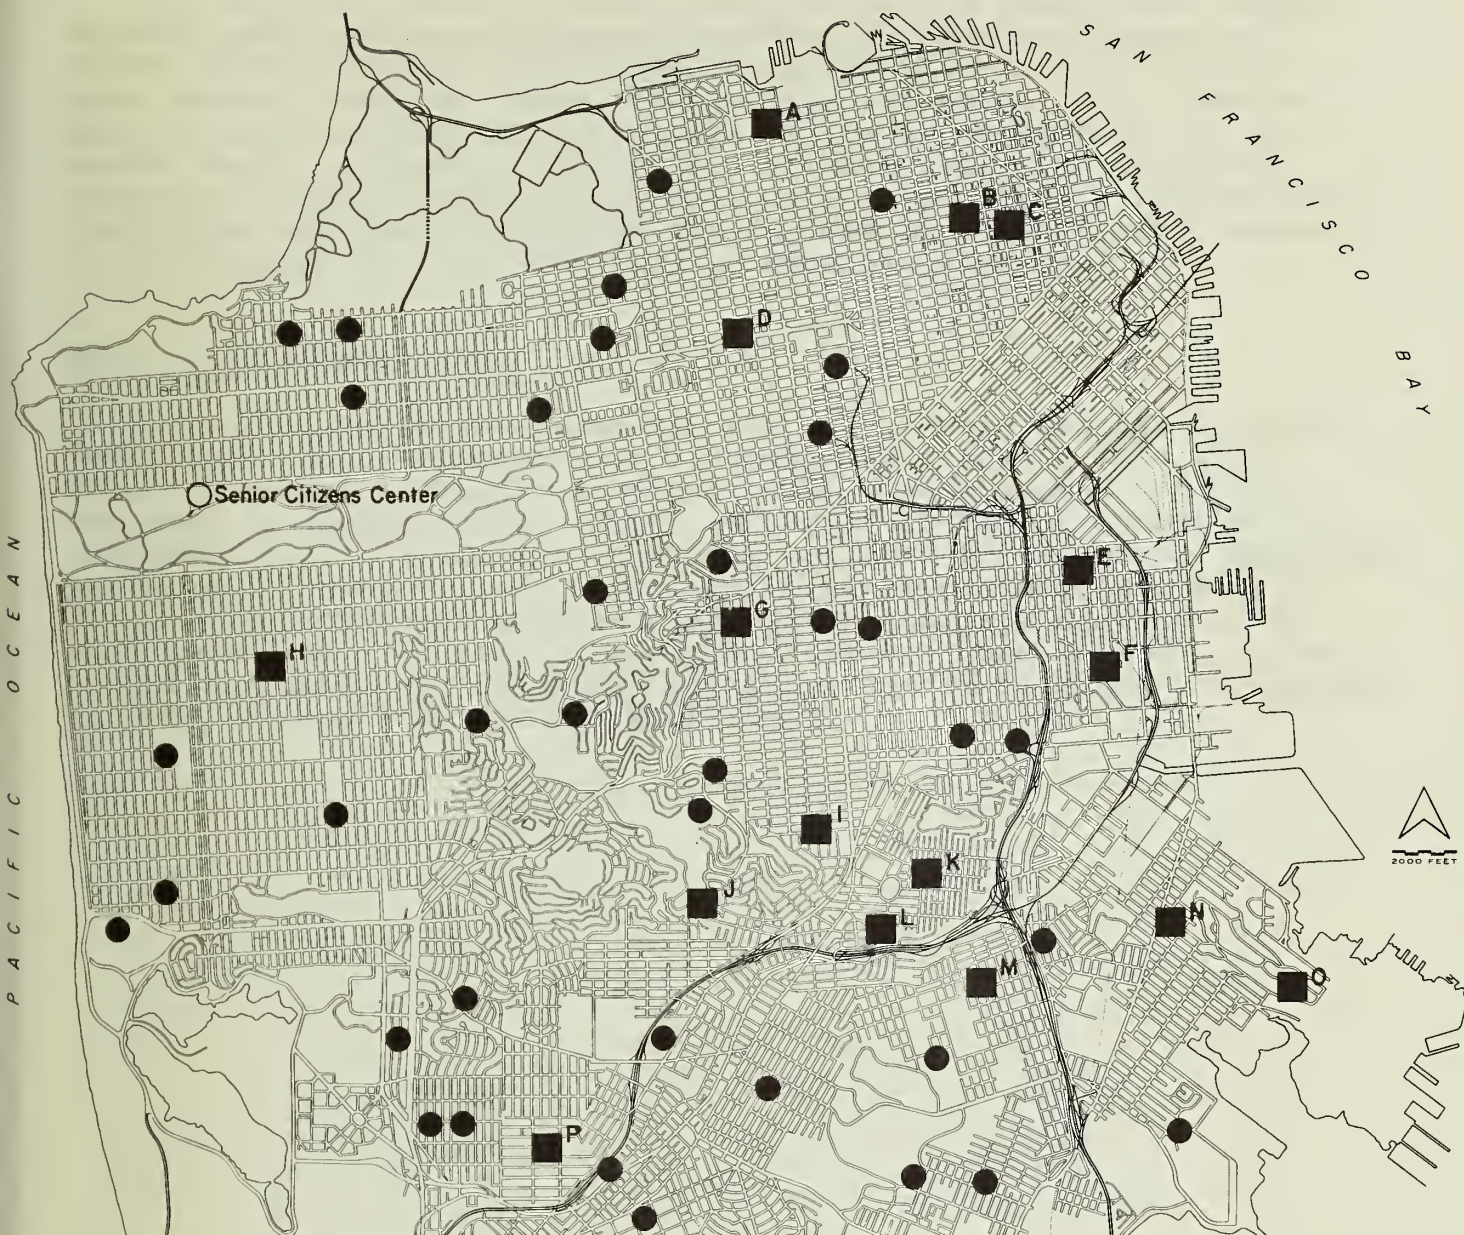 SAN FRANCISCO BAY
A
B
C
D
Senior Citizens Center
E
G
F
H
PACIFIC OCEAN
I
2000 FEET
K
J
L
N
M
O
P